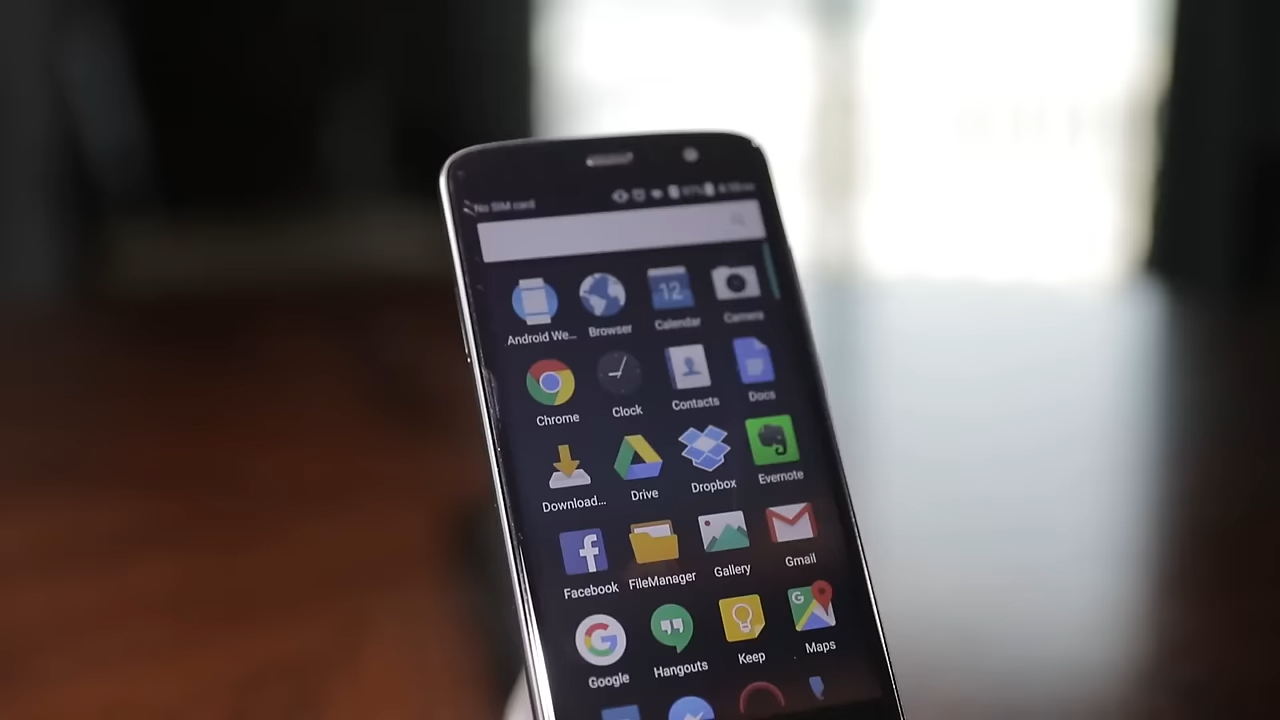 No SIM card
12
Android We... Browser Calendar Camera
Chrome Clock Contacts Docs
Download... Drive Dropbox Evernote
Facebook FileManager Gallery Gmail
G
Google Hangouts Keep Maps